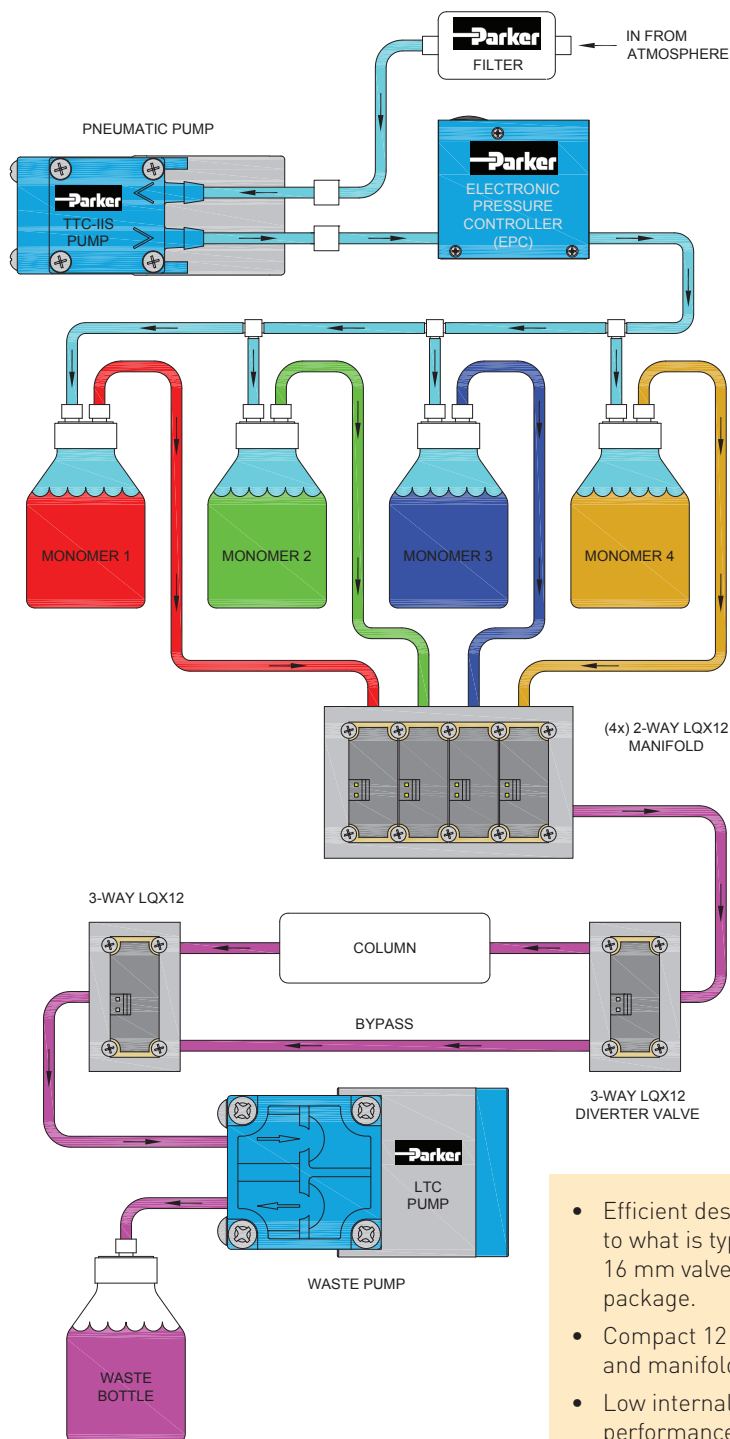 Parker
FILTER
IN FROM
ATMOSPHERE
PNEUMATIC PUMP
Parker
TTC-IIS
PUMP
Parker
ELECTRONIC
PRESSURE
CONTROLLER
(EPC)
MONOMER 1
MONOMER 2
MONOMER 3
MONOMER 4
(4x) 2-WAY LQX12
MANIFOLD
3-WAY LQX12
COLUMN
BYPASS
3-WAY LQX12
DIVERTER VALVE
Parker
LTC
PUMP
WASTE PUMP
WASTE
BOTTLE
• Efficient des
to what is typ
16 mm valve
package.
• Compact 12
and manifol
• Low internal
performance